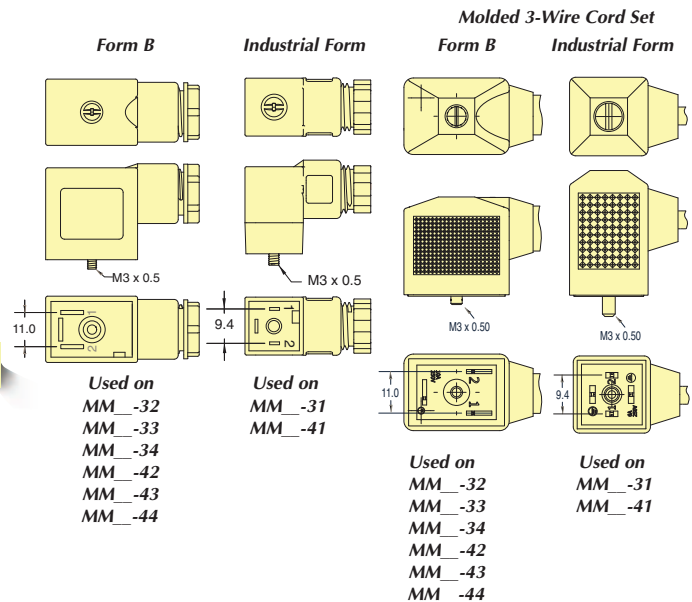 Molded 3-Wire Cord Set
Form B
Industrial Form
Form B
Industrial Form
M3 x 0.5
M3 x 0.5
M3 x 0.50
M3 x 0.50
11.0
1
2
9.4
1
2
11.0
2
1
9.4
2
1
Used on
MM__-32
MM__-33
MM__-34
MM__-42
MM__-43
MM__-44
Used on
MM__-31
MM__-41
Used on
MM__-32
MM__-33
MM__-34
MM__-42
MM__-43
MM__-44
Used on
MM__-31
MM__-41